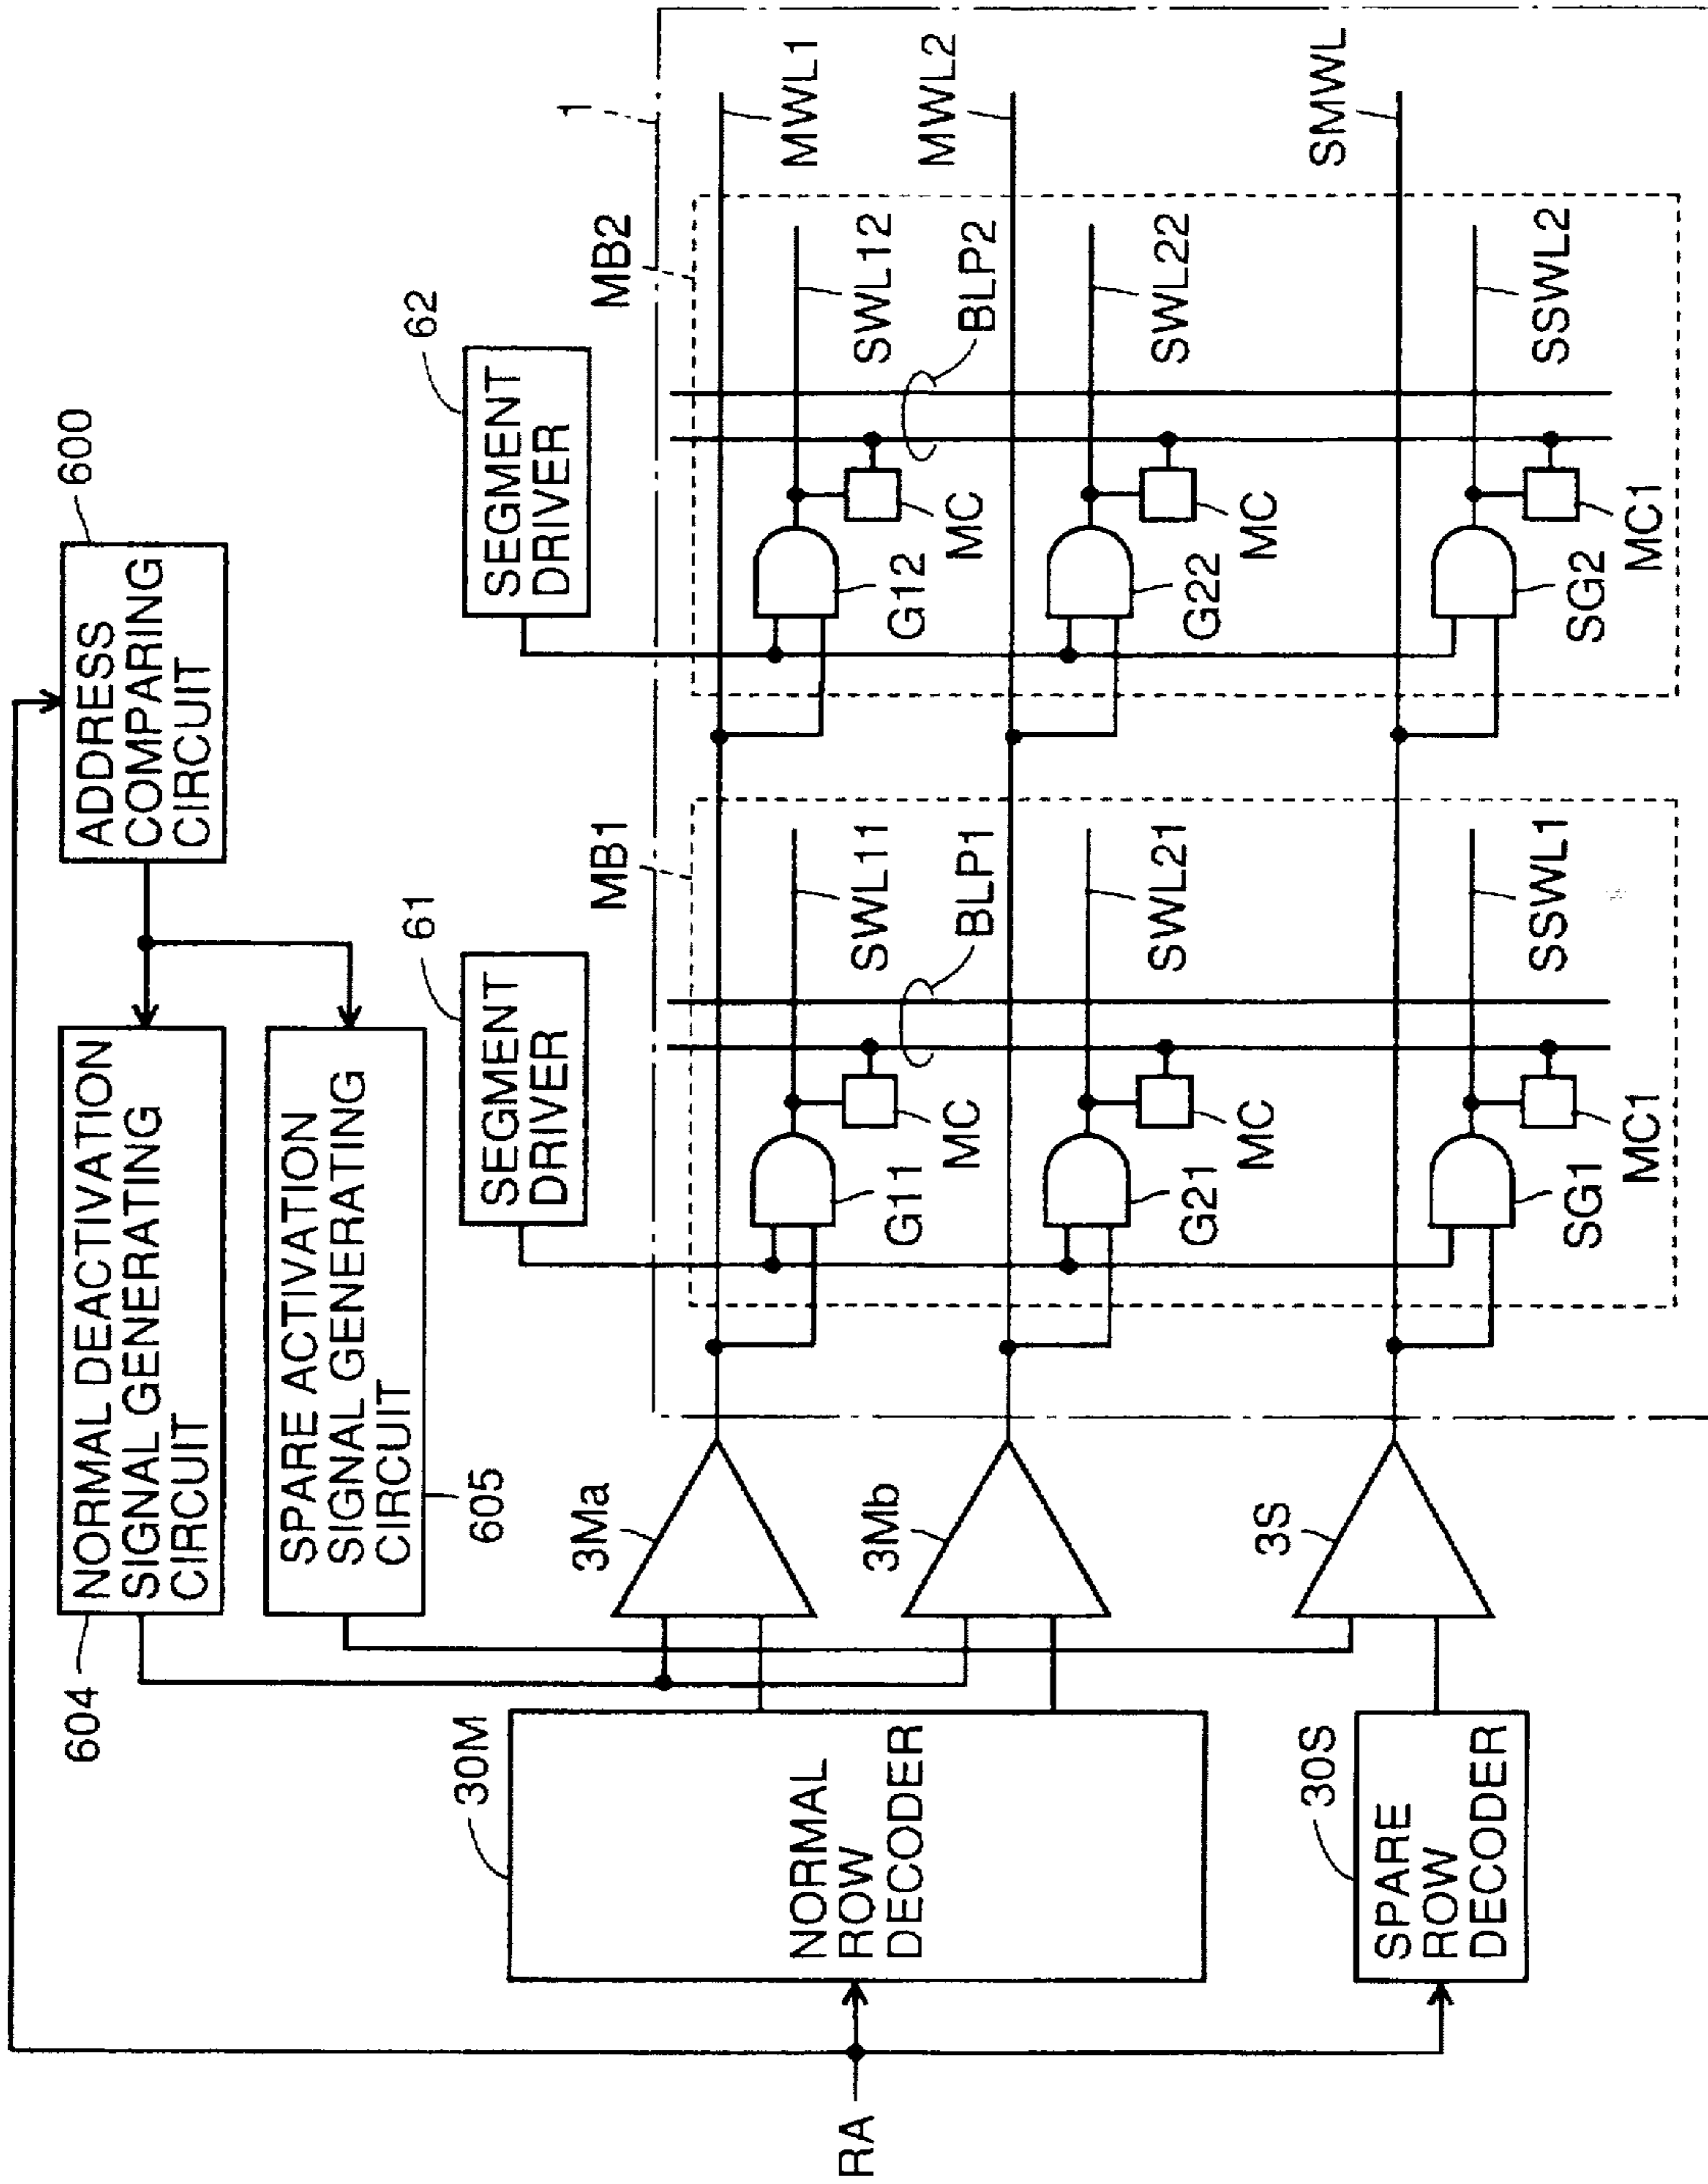 600
ADDRESS
COMPARING
CIRCUIT
604
NORMAL DEACTIVATION
SIGNAL GENERATING
CIRCUIT
SPARE ACTIVATION
SIGNAL GENERATING
CIRCUIT
605
61
SEGMENT
DRIVER
62
SEGMENT
DRIVER
1
MB1
MB2
30M
NORMAL
ROW
DECODER
3Ma
3Mb
RA
30S
SPARE
ROW
DECODER
3S
MWL1
G11
MC
SWL11
G12
MC
SWL12
BLP1
BLP2
MWL2
G21
MC
SWL21
G22
MC
SWL22
SMWL
SG1
MC1
SSWL1
SG2
MC1
SSWL2